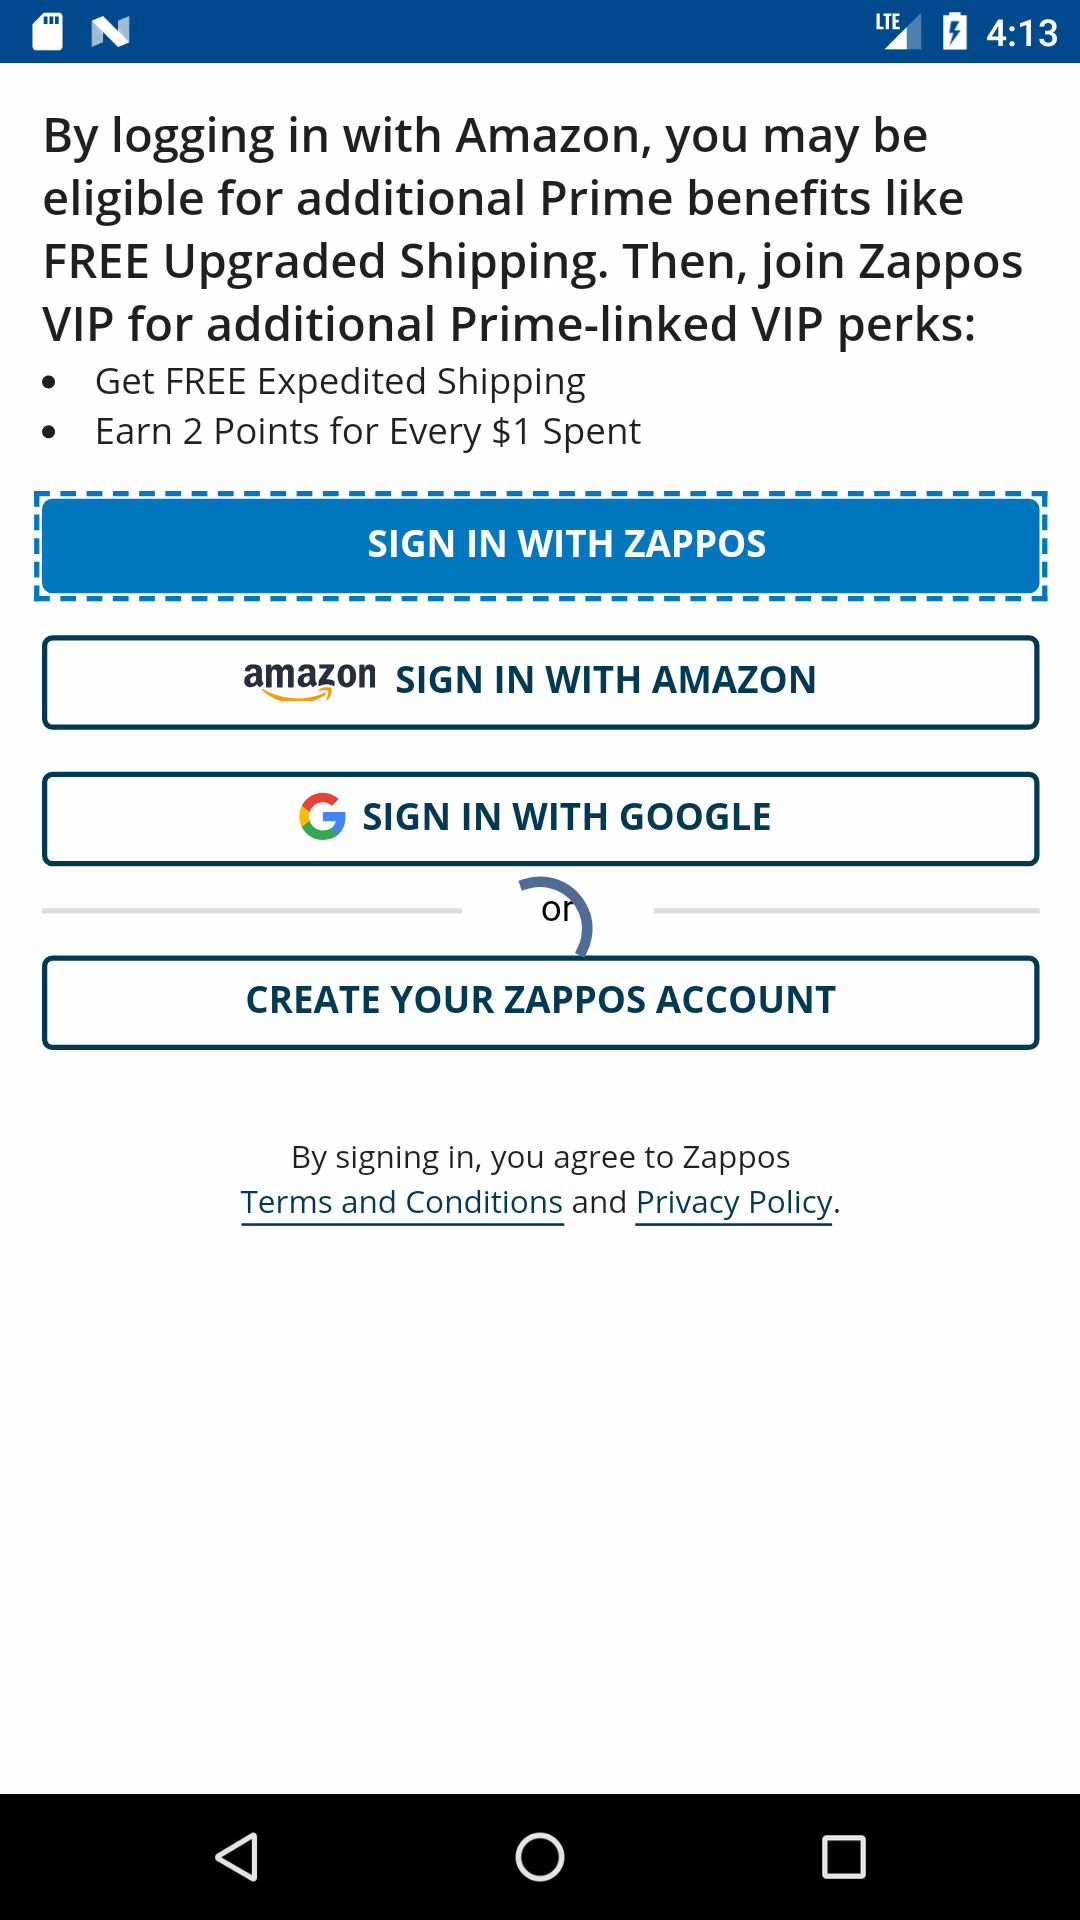 LTE 4:13
By logging in with Amazon, you may be
eligible for additional Prime benefits like
FREE Upgraded Shipping. Then, join Zappos
VIP for additional Prime-linked VIP perks:
• Get FREE Expedited Shipping
• Earn 2 Points for Every $1 Spent
SIGN IN WITH ZAPPOS
amazon SIGN IN WITH AMAZON
SIGN IN WITH GOOGLE
or
CREATE YOUR ZAPPOS ACCOUNT
By signing in, you agree to Zappos
Terms and Conditions and Privacy Policy.